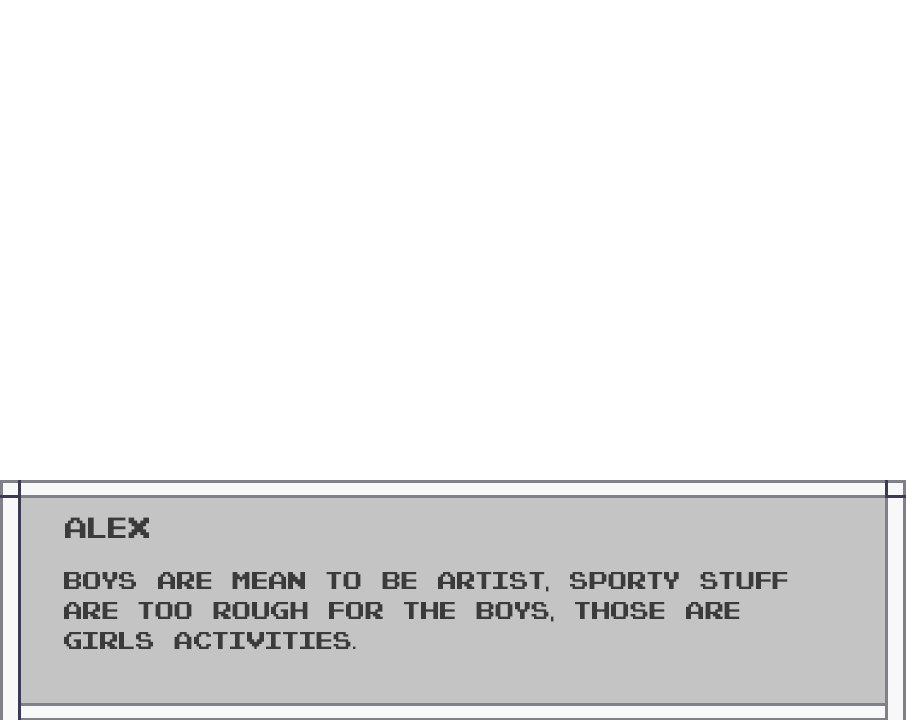 ALEX
BOYS ARE MEAN TO BE ARTIST, SPORTY STUFF
ARE TOO ROUGH FOR THE BOYS, THOSE ARE
GIRLS ACTIVITIES.